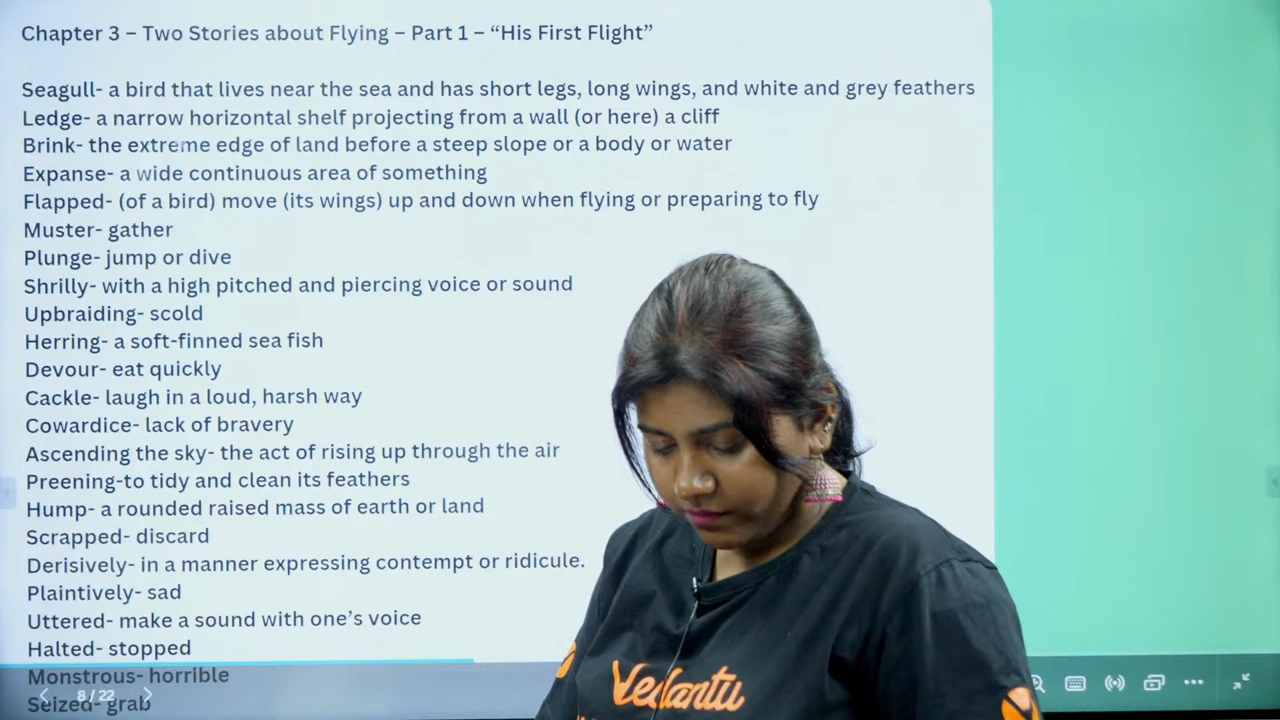 Chapter 3 – Two Stories about Flying – Part 1 – “His First Flight”
Seagull- a bird that lives near the sea and has short legs, long wings, and white and grey feathers
Ledge- a narrow horizontal shelf projecting from a wall (or here) a cliff
Brink- the extreme edge of land before a steep slope or a body or water
Expanse- a wide continuous area of something
Flapped- (of a bird) move (its wings) up and down when flying or preparing to fly
Muster- gather
Plunge- jump or dive
Shrilly- with a high pitched and piercing voice or sound
Upbraiding- scold
Herring- a soft-finned sea fish
Devour- eat quickly
Cackle- laugh in a loud, harsh way
Cowardice- lack of bravery
Ascending the sky- the act of rising up through the air
Preening-to tidy and clean its feathers
Hump- a rounded raised mass of earth or land
Scrapped- discard
Derisively- in a manner expressing contempt or ridicule.
Plaintively- sad
Uttered- make a sound with one’s voice
Halted- stopped
Monstrous- horrible
8 / 22
Seized- grab
Vedantu